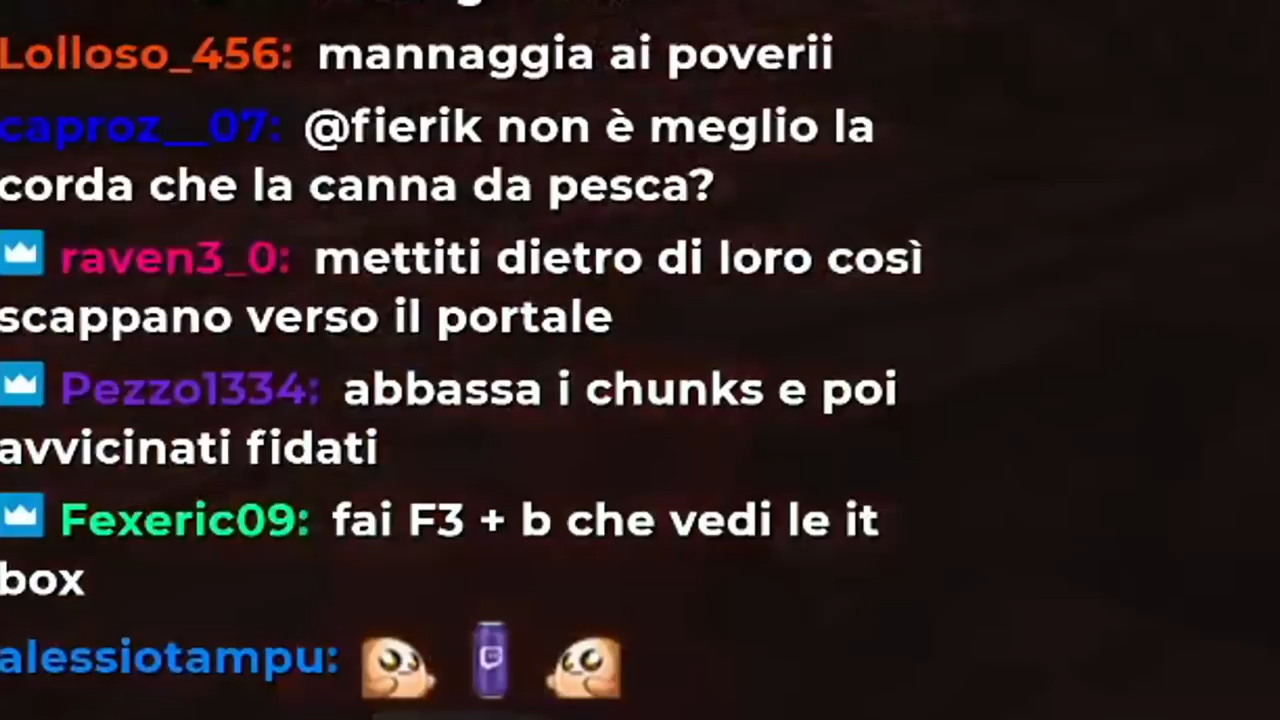 Lolloso_456: mannaggia ai poverii
caproz__07: @fierik non è meglio la
corda che la canna da pesca?
raven3_0: mettiti dietro di loro così
scappano verso il portale
Pezzo1334: abbassa i chunks e poi
avvicinati fidati
Fexeric09: fai F3 + b che vedi le it
box
alessiotampu: